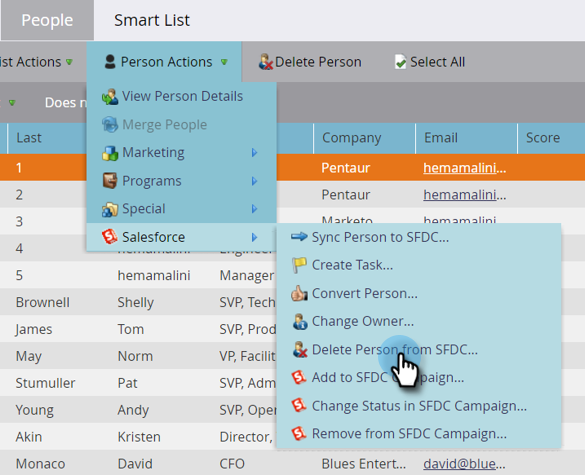 People Smart List
ist Actions Person Actions Delete Person Select All
Does n View Person Details
Last Company Email Score
Merge People
1 Marketing Pentaur hemamalini...
2 Programs Pentaur hemamalini...
3 Special Marketo hemamalini...
Salesforce Sync Person to SFDC...
4 hemamalini Engineer
Create Task...
5 hemamalini Manager
Convert Person...
Brownell Shelly SVP, Tech
Change Owner...
James Tom SVP, Prod
May Norm VP, Facilit Delete Person from SFDC...
Stumuller Pat SVP, Adm Add to SFDC Campaign...
Young Andy SVP, Oper Change Status in SFDC Campaign...
Akin Kristen Director, Remove from SFDC Campaign...
Monaco David CFO Blues Entert... david@blue...